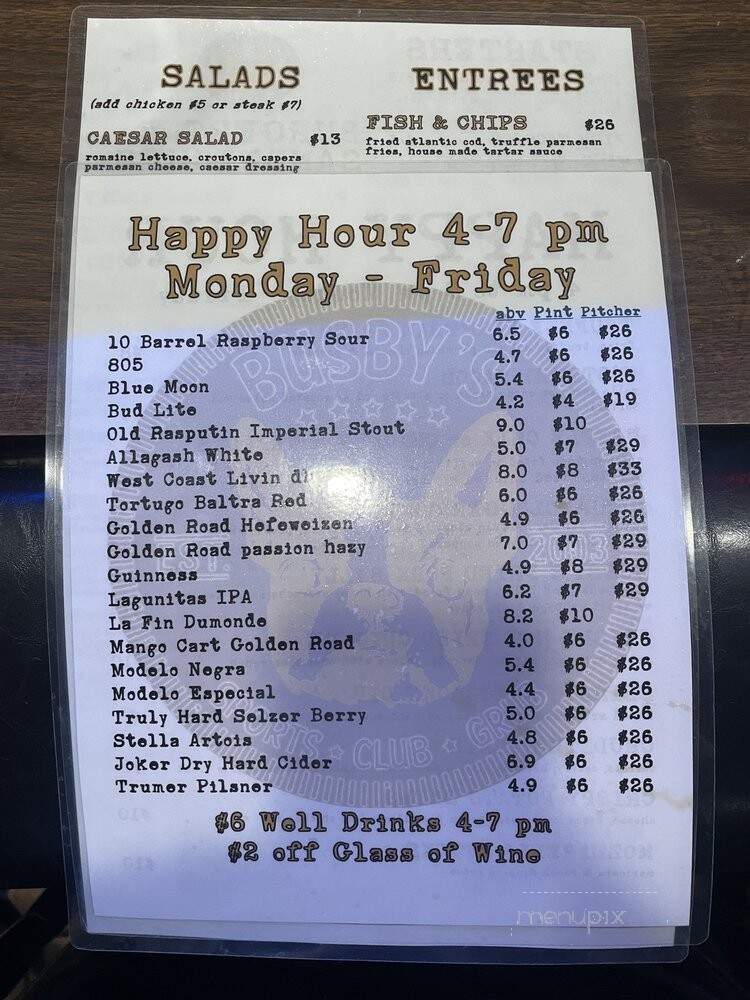 SALADS
(add chicken $5 or steak $7)
CAESAR SALAD $13
romaine lettuce, croutons, capers
parmesan cheese, caesar dressing
ENTREES
FISH & CHIPS $26
fried atlantic cod, truffle parmesan
fries, house made tartar sauce
Happy Hour 4-7 pm
Monday - Friday
abv Pint Pitcher
10 Barrel Raspberry Sour 6.5 $6 $26
805 4.7 $6 $26
Blue Moon 5.4 $6 $26
Bud Lite 4.2 $4 $19
Old Rasputin Imperial Stout 9.0 $10
Allagash White 5.0 $7 $29
West Coast Livin 8.0 $8 $33
Tortugo Baltra Red 6.0 $6 $26
Golden Road Hefeweizen 4.9 $6 $26
Golden Road passion hazy 7.0 $7 $29
Guinness 4.9 $8 $29
Lagunitas IPA 6.2 $7 $29
La Fin Dumonde 8.2 $10
Mango Cart Golden Road 4.0 $6 $26
Modelo Negra 5.4 $6 $26
Modelo Especial 4.4 $6 $26
Truly Hard Selzer Berry 5.0 $6 $26
Stella Artois 4.8 $6 $26
Joker Dry Hard Cider 6.9 $6 $26
Trumer Pilsner 4.9 $6 $26
$6 Well Drinks 4-7 pm
$2 off Glass of Wine
BUSBY'S
EST. 2003
SPORTS CLUB GRUB
menupix